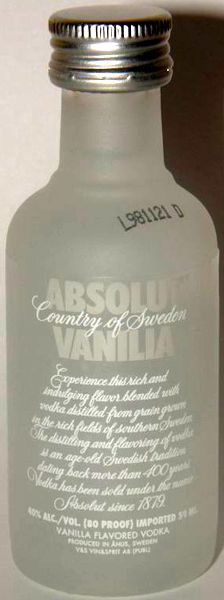 L981121 D
ABSOLUT
Country of Sweden
VANILIA
Experience this rich and
indulging flavor blended with
vodka distilled from grain grown
in the rich fields of southern Sweden.
The distilling and flavoring of vodka
is an age-old Swedish tradition
dating back more than 400 years.
Vodka has been sold under the name
Absolut since 1879.
40% ALC./VOL. (80 PROOF) IMPORTED 50 ML.
VANILLA FLAVORED VODKA
PRODUCED IN ÅHUS, SWEDEN
V&S VIN&SPRIT AB (PUBL)